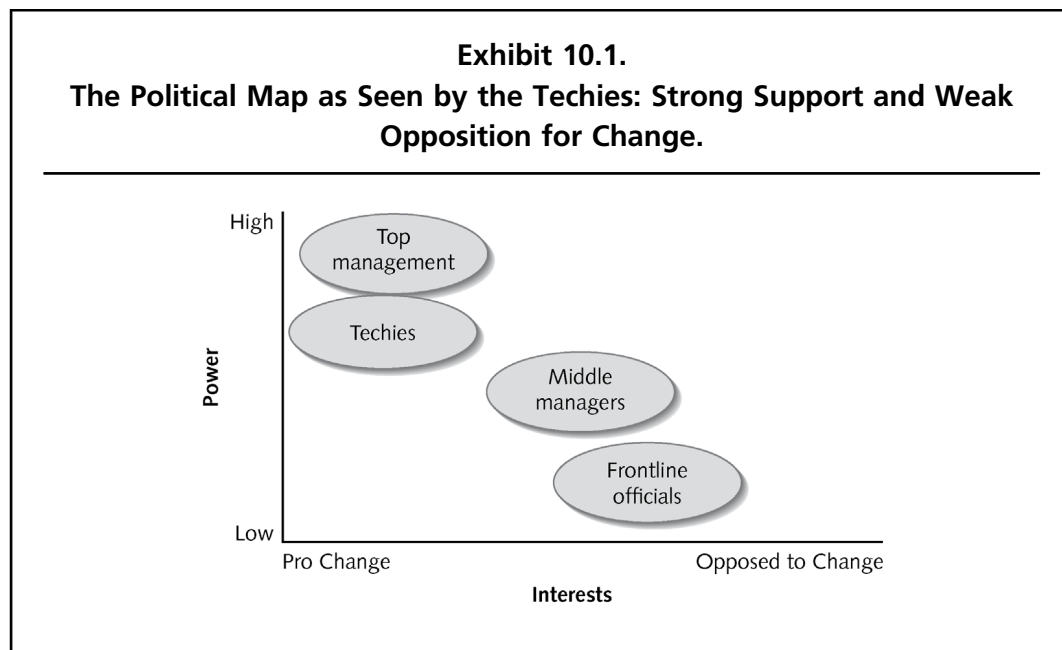 Exhibit 10.1.
The Political Map as Seen by the Techies: Strong Support and Weak
Opposition for Change.
High
Top
management
Techies
Power
Middle
managers
Frontline
officials
Low
Pro Change
Opposed to Change
Interests